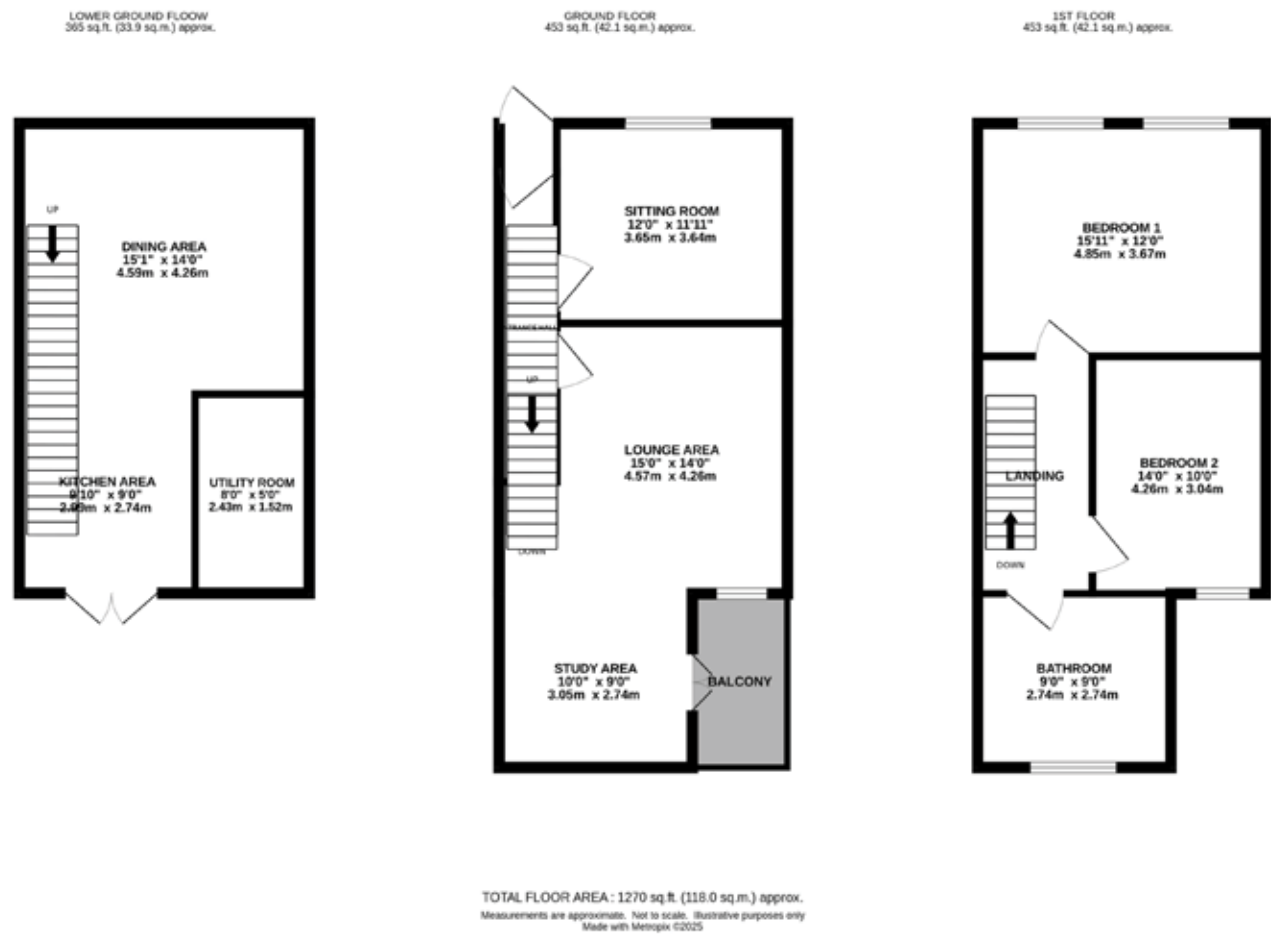 LOWER GROUND FLOOW
365 sq.ft. (33.9 sq.m.) approx.
GROUND FLOOR
453 sq.ft. (42.1 sq.m.) approx.
1ST FLOOR
453 sq.ft. (42.1 sq.m.) approx.
UP
DINING AREA
15'1" x 14'0"
4.59m x 4.26m
KITCHEN AREA
9'10" x 9'0"
x 2.74m
UTILITY ROOM
8'0" x 5'0"
2.43m x 1.52m
SITTING ROOM
12'0" x 11'11"
3.65m x 3.64m
UP
LOUNGE AREA
15'0" x 14'0"
4.57m x 4.26m
DOWN
STUDY AREA
10'0" x 9'0"
3.05m x 2.74m
BALCONY
BEDROOM 1
15'11" x 12'0"
4.85m x 3.67m
LANDING
DOWN
BEDROOM 2
14'0" x 10'0"
4.26m x 3.04m
BATHROOM
9'0" x 9'0"
2.74m x 2.74m
TOTAL FLOOR AREA : 1270 sq.ft. (118.0 sq.m.) approx.
Measurements are approximate. Not to scale. Illustrative purposes only
Made with Metropix ©2025